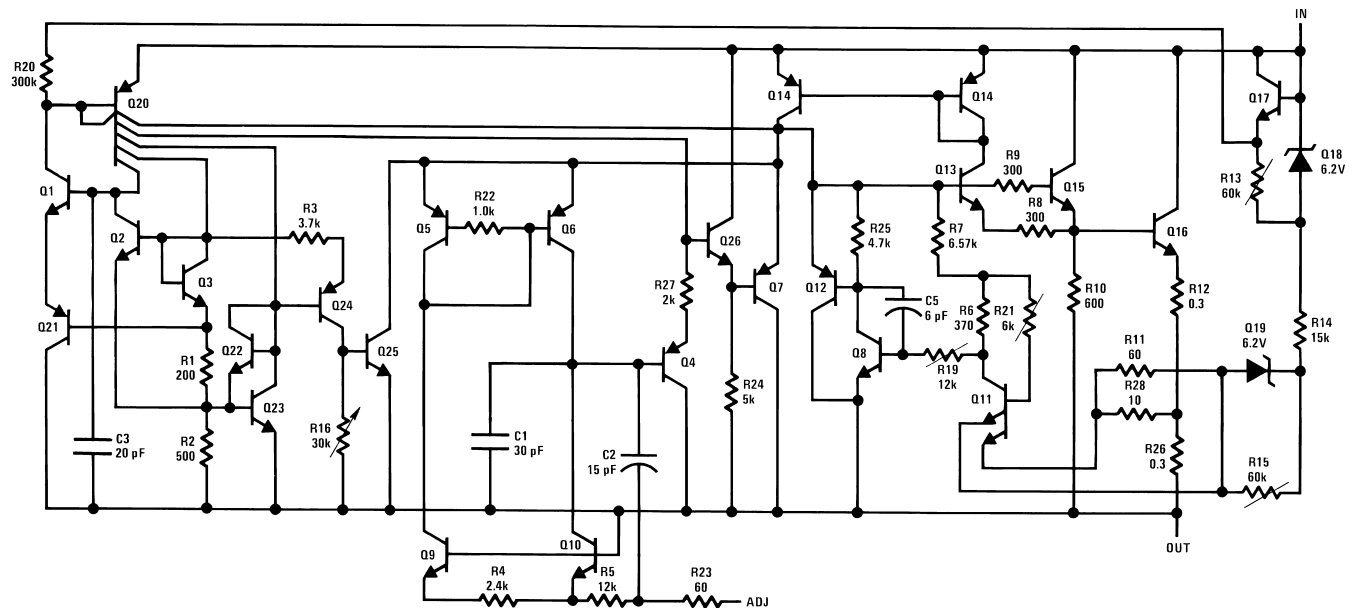 IN
R20
300k
Q20
Q14
Q14
Q17
Q18
6.2V
Q1
Q2
R3
3.7k
Q5
R22
1.0k
Q6
Q13
R9
300
Q15
R13
60k
R8
300
Q3
Q24
Q26
R25
4.7k
R7
6.57k
Q16
R27
2k
Q7
Q12
C5
6 pF
R6
370
R21
6k
R10
600
R12
0.3
Q21
Q22
Q25
Q8
R19
12k
Q19
6.2V
R14
15k
R1
200
Q4
R11
60
Q23
R24
5k
Q11
R28
10
C3
20 pF
R2
500
R16
30k
C1
30 pF
C2
15 pF
R26
0.3
R15
60k
OUT
Q9
Q10
R4
2.4k
R5
12k
R23
60
ADJ